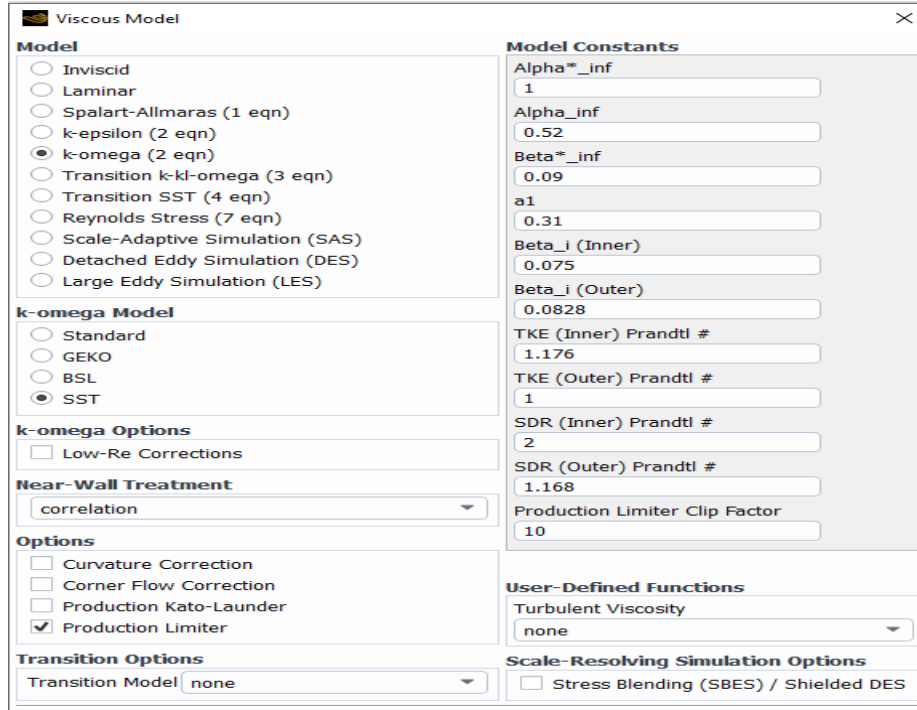 Viscous Model
Model
Inviscid
Laminar
Spalart-Allmaras (1 eqn)
k-epsilon (2 eqn)
k-omega (2 eqn)
Transition k-kl-omega (3 eqn)
Transition SST (4 eqn)
Reynolds Stress (7 eqn)
Scale-Adaptive Simulation (SAS)
Detached Eddy Simulation (DES)
Large Eddy Simulation (LES)
k-omega Model
Standard
GEKO
BSL
SST
k-omega Options
Low-Re Corrections
Near-Wall Treatment
correlation
Options
Curvature Correction
Corner Flow Correction
Production Kato-Launder
Production Limiter
Transition Options
Transition Model none
Model Constants
Alpha*_inf
1
Alpha_inf
0.52
Beta*_inf
0.09
a1
0.31
Beta_i (Inner)
0.075
Beta_i (Outer)
0.0828
TKE (Inner) Prandtl #
1.176
TKE (Outer) Prandtl #
1
SDR (Inner) Prandtl #
2
SDR (Outer) Prandtl #
1.168
Production Limiter Clip Factor
10
User-Defined Functions
Turbulent Viscosity
none
Scale-Resolving Simulation Options
Stress Blending (SBES) / Shielded DES